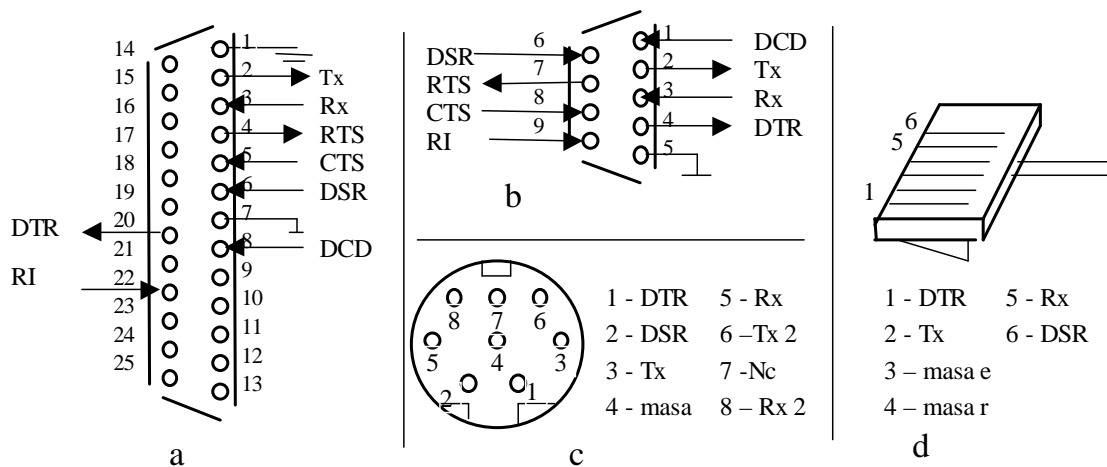 14 1
15 2 Tx
16 3 Rx
17 4 RTS
18 5 CTS
19 6 DSR
DTR 20 7
21 8 DCD
RI 22 9
23 10
24 11
25 12
13
a
DSR 6 1 DCD
RTS 7 2 Tx
CTS 8 3 Rx
RI 9 4 DTR
5
b
8 7 6
5 4 3
2 1
1 - DTR 5 - Rx
2 - DSR 6 –Tx 2
3 - Tx 7 -Nc
4 - masa 8 – Rx 2
c
6
5
1
1 - DTR 5 - Rx
2 - Tx 6 - DSR
3 – masa e
4 – masa r
d